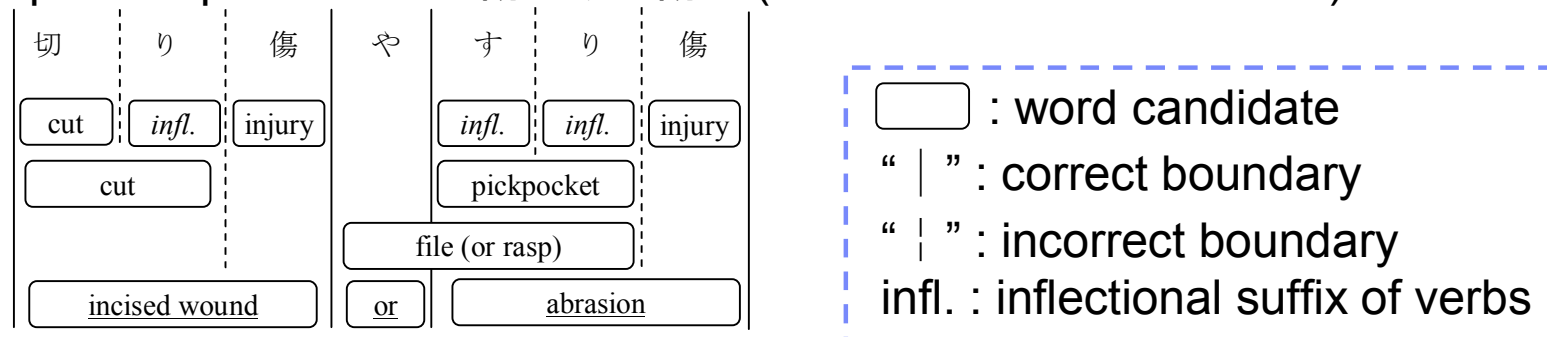 切 り 傷 や す り 傷
cut infl. injury infl. infl. injury
cut pickpocket
file (or rasp)
incised wound or abrasion
: word candidate
“｜” : correct boundary
“¦” : incorrect boundary
infl. : inflectional suffix of verbs